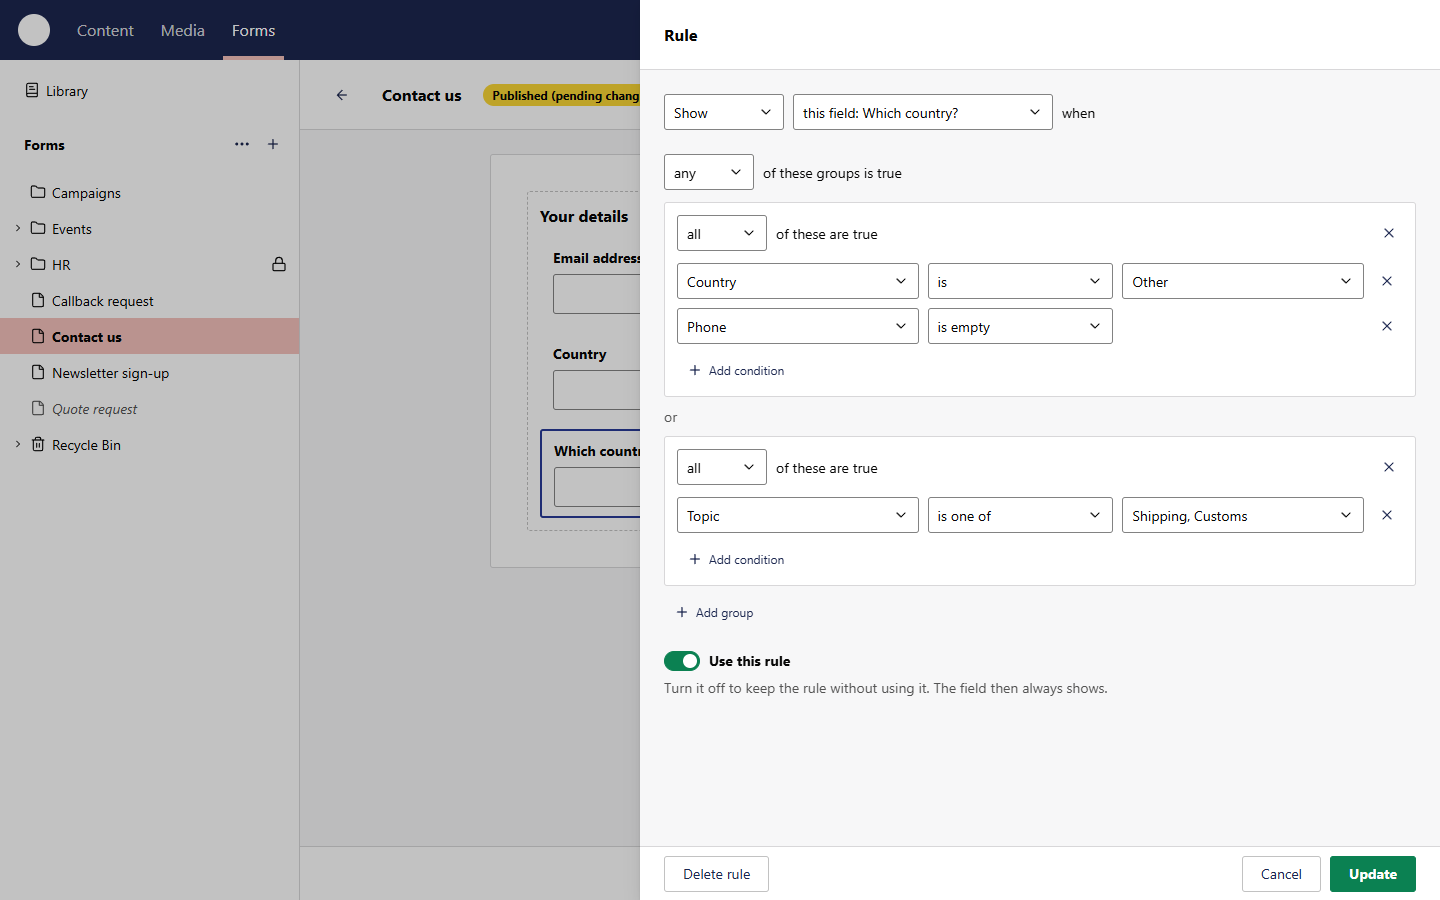 Content
Media
Forms
Library
Forms
Campaigns
Events
HR
Callback request
Contact us
Newsletter sign-up
Quote request
Recycle Bin
Contact us
Published (pending chang
Your details
Email address
Country
Which countr
Rule
Show
this field: Which country?
when
any
of these groups is true
all
of these are true
Country
is
Other
Phone
is empty
Add condition
or
all
of these are true
Topic
is one of
Shipping, Customs
Add condition
Add group
Use this rule
Turn it off to keep the rule without using it. The field then always shows.
Delete rule
Cancel
Update